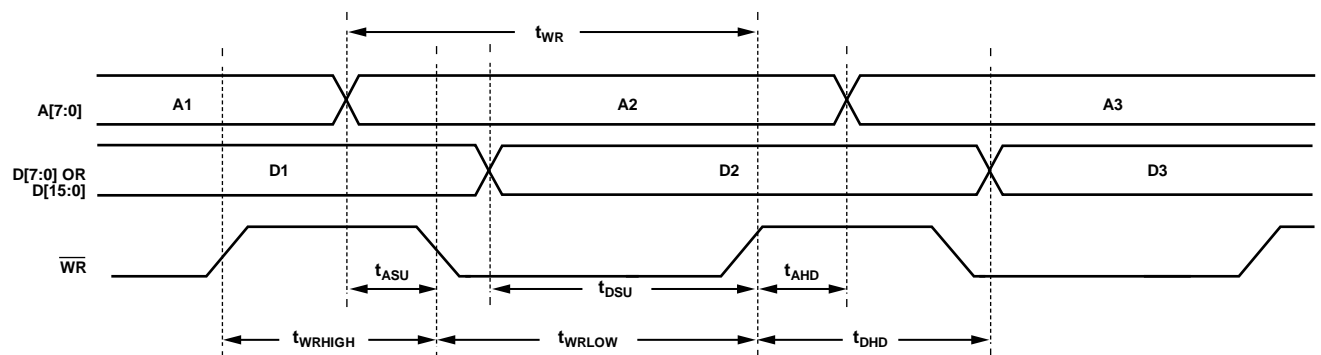 tWR
A[7:0]
A1
A2
A3
D[7:0] OR
D[15:0]
D1
D2
D3
WR
tASU
tDSU
tAHD
tWRHIGH
tWRLOW
tDHD